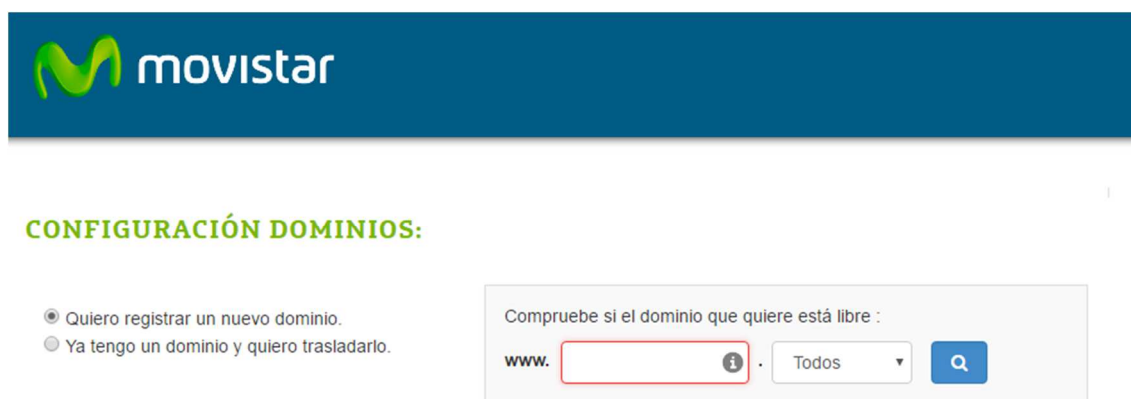 movistar
CONFIGURACIÓN DOMINIOS:
Quiero registrar un nuevo dominio.
Ya tengo un dominio y quiero trasladarlo.
Compruebe si el dominio que quiere está libre :
www. . Todos